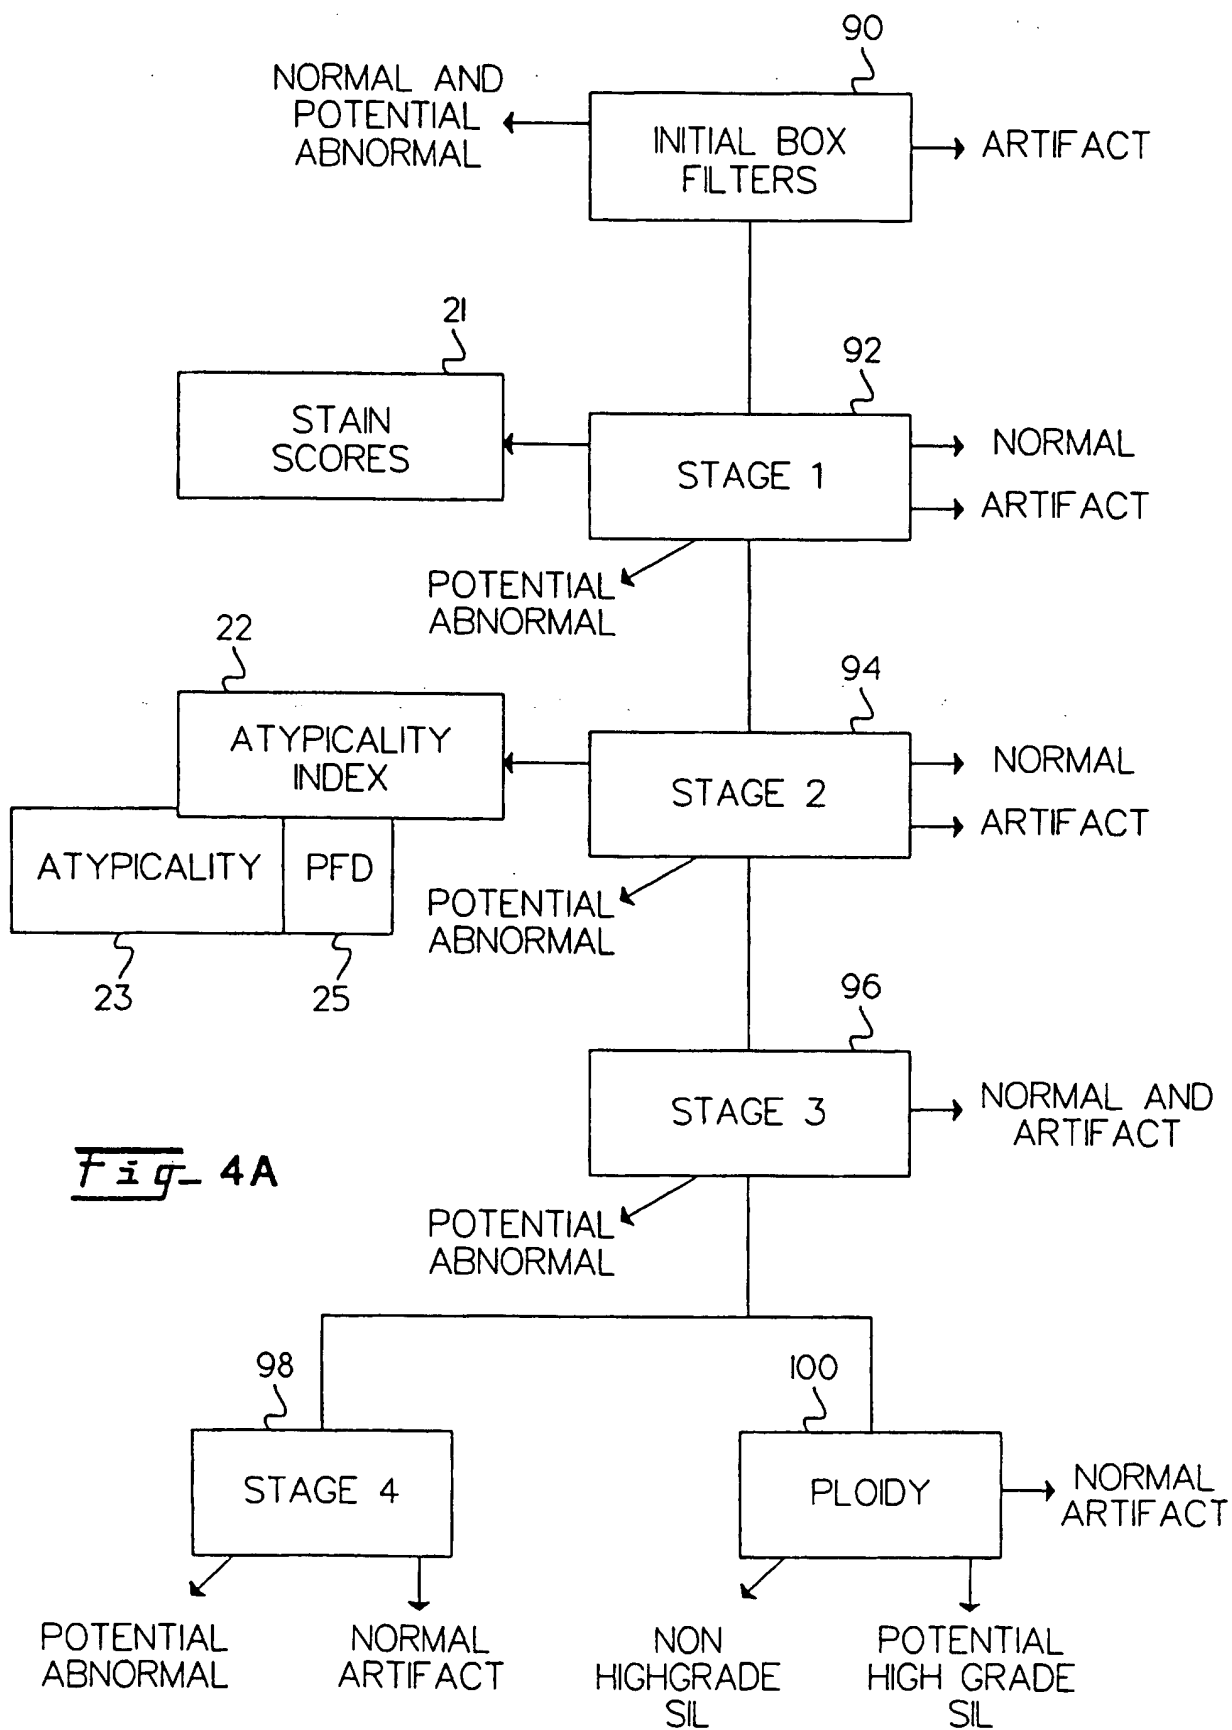 90
NORMAL AND
POTENTIAL
ABNORMAL
INITIAL BOX
FILTERS
ARTIFACT
21
STAIN
SCORES
92
STAGE 1
NORMAL
ARTIFACT
POTENTIAL
ABNORMAL
22
ATYPICALITY
INDEX
94
STAGE 2
NORMAL
ARTIFACT
ATYPICALITY
PFD
POTENTIAL
ABNORMAL
23
25
96
STAGE 3
NORMAL AND
ARTIFACT
Fig_ 4A
POTENTIAL
ABNORMAL
98
STAGE 4
100
PLOIDY
NORMAL
ARTIFACT
POTENTIAL
ABNORMAL
NORMAL
ARTIFACT
NON
HIGHGRADE
SIL
POTENTIAL
HIGH GRADE
SIL